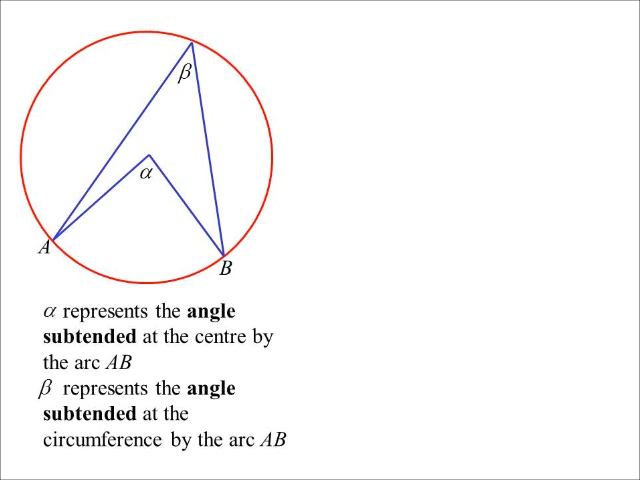 β
α
A
B
α represents the angle
subtended at the centre by
the arc AB
β represents the angle
subtended at the
circumference by the arc AB